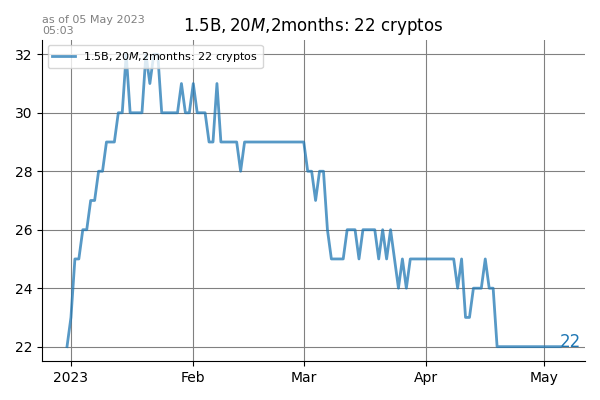 as of 05 May 2023
05:03
1.5B, 20M,2months: 22 cryptos
1.5B, 20M,2months: 22 cryptos
32
30
28
26
24
22
22
2023
Feb
Mar
Apr
May